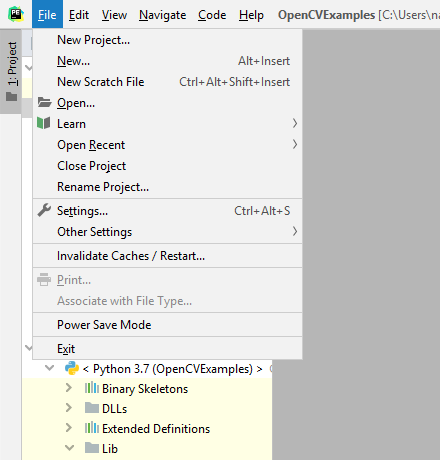 PE File Edit View Navigate Code Help OpenCVExamples [C:\Users\na
1: Project
New Project...
New... Alt+Insert
New Scratch File Ctrl+Alt+Shift+Insert
Open...
Learn
Open Recent
Close Project
Rename Project...
Settings... Ctrl+Alt+S
Other Settings
Invalidate Caches / Restart...
Print...
Associate with File Type...
Power Save Mode
Exit
< Python 3.7 (OpenCVExamples) >
Binary Skeletons
DLLs
Extended Definitions
Lib